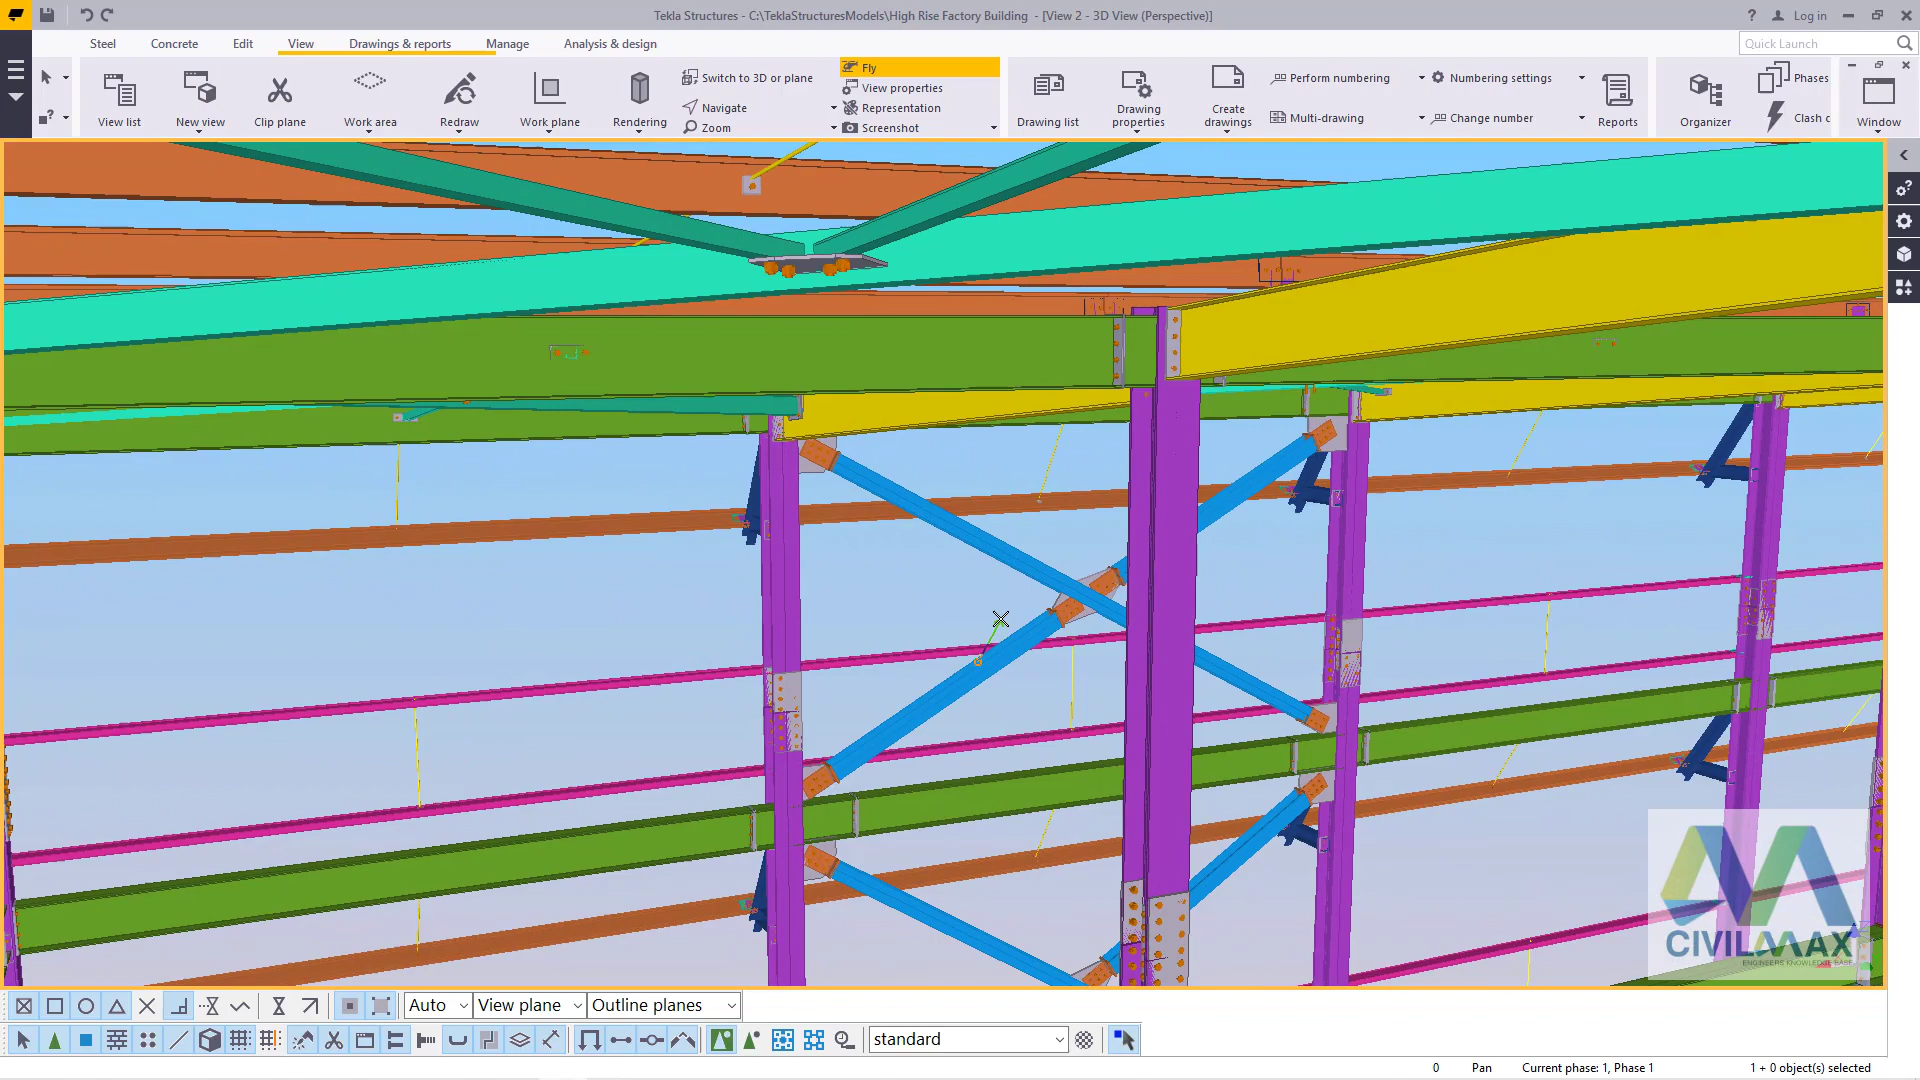 Tekla Structures - C:\TeklaStructuresModels\High Rise Factory Building - [View 2 - 3D View (Perspective)]
? Log in
Steel Concrete Edit View Drawings & reports Manage Analysis & design
Quick Launch
View list
New view
Clip plane
Work area
Redraw
Work plane
Rendering
Switch to 3D or plane
Navigate
Zoom
Fly
View properties
Representation
Screenshot
Drawing list
Drawing properties
Create drawings
Perform numbering
Multi-drawing
Numbering settings
Change number
Reports
Organizer
Phases
Clash c
Window
CIVILMAX
ENGINEERS KNOWLEDGE BASE
Auto View plane Outline planes
standard
0 Pan Current phase: 1, Phase 1 1 + 0 object(s) selected